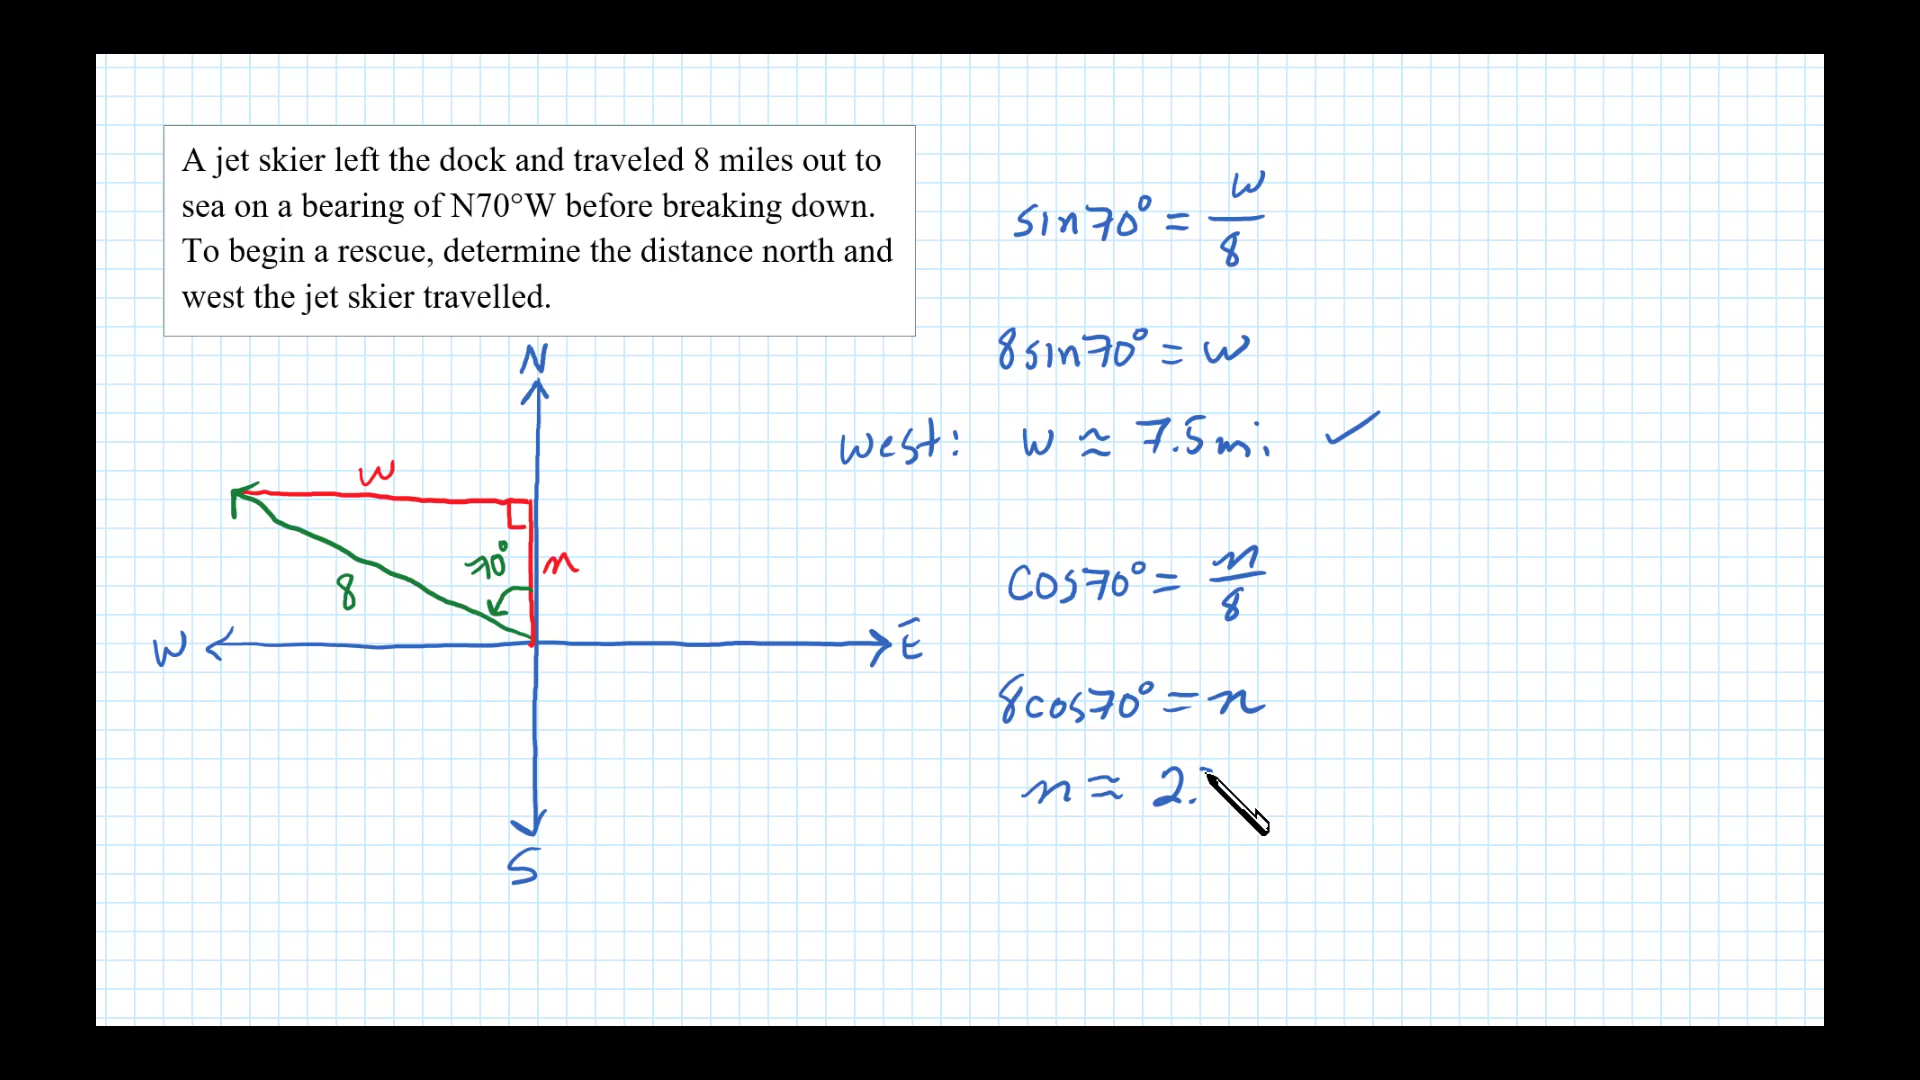 A jet skier left the dock and traveled 8 miles out to
sea on a bearing of N70°W before breaking down.
To begin a rescue, determine the distance north and
west the jet skier travelled.
N
w
70°
n
8
W
E
S
sin70° = w/8
8sin70° = w
west: w ≈ 7.5mi. ✓
cos70° = n/8
8cos70° = n
n ≈ 2.